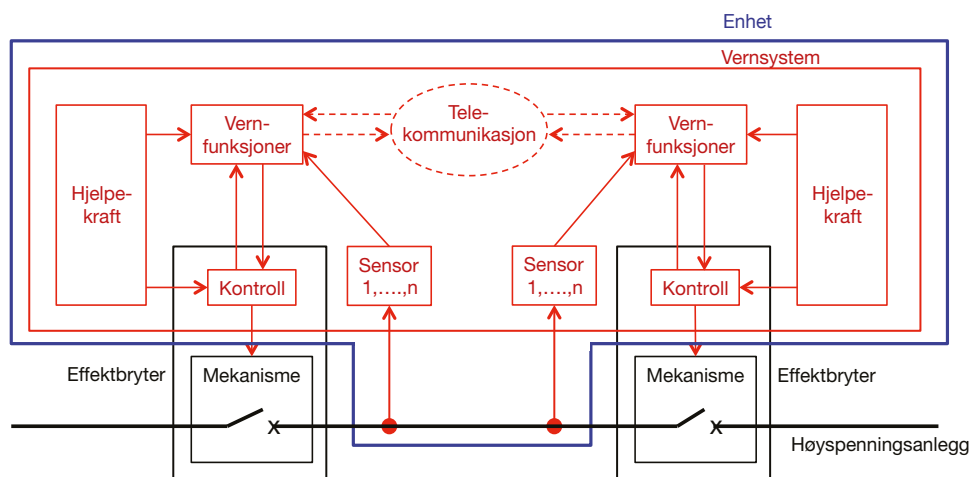 Enhet
Vernsystem
Hjelpe-
kraft
Vern-
funksjoner
Tele-
kommunikasjon
Vern-
funksjoner
Hjelpe-
kraft
Kontroll
Sensor
1,….,n
Sensor
1,….,n
Kontroll
Effektbryter
Mekanisme
Mekanisme
Effektbryter
Høyspenningsanlegg